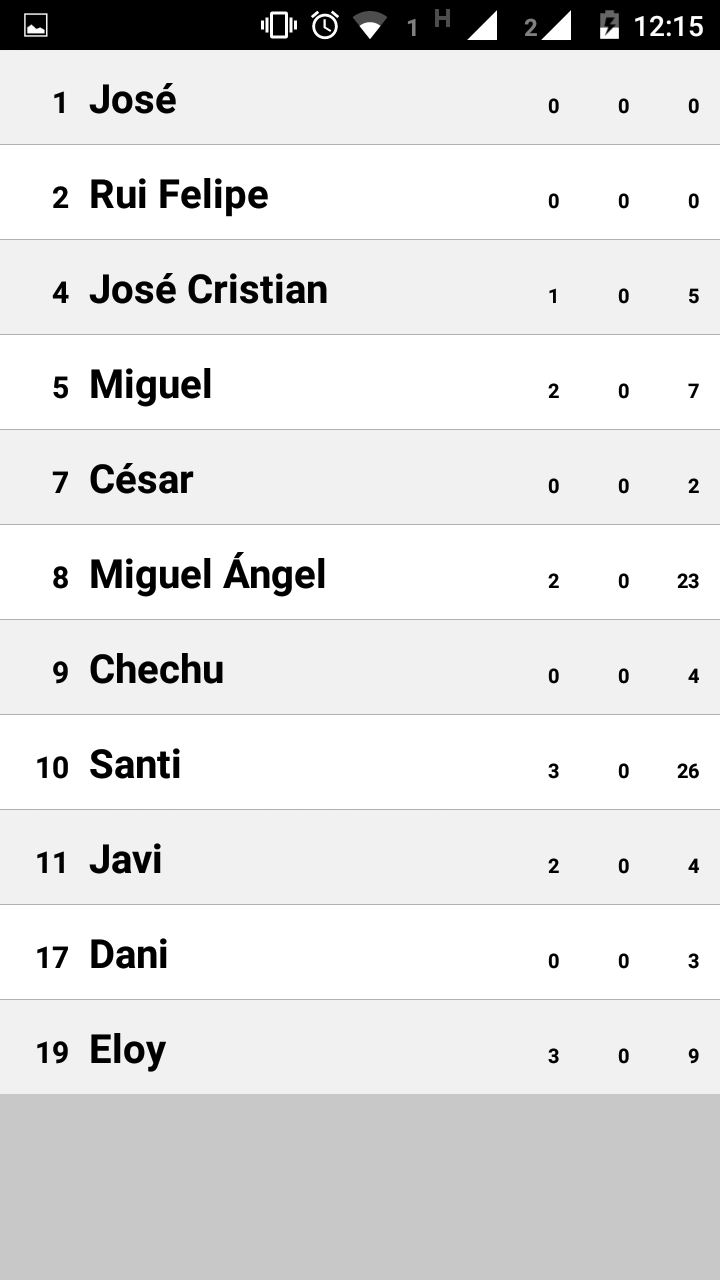 1 H 2 12:15
1 José 0 0 0
2 Rui Felipe 0 0 0
4 José Cristian 1 0 5
5 Miguel 2 0 7
7 César 0 0 2
8 Miguel Ángel 2 0 23
9 Chechu 0 0 4
10 Santi 3 0 26
11 Javi 2 0 4
17 Dani 0 0 3
19 Eloy 3 0 9